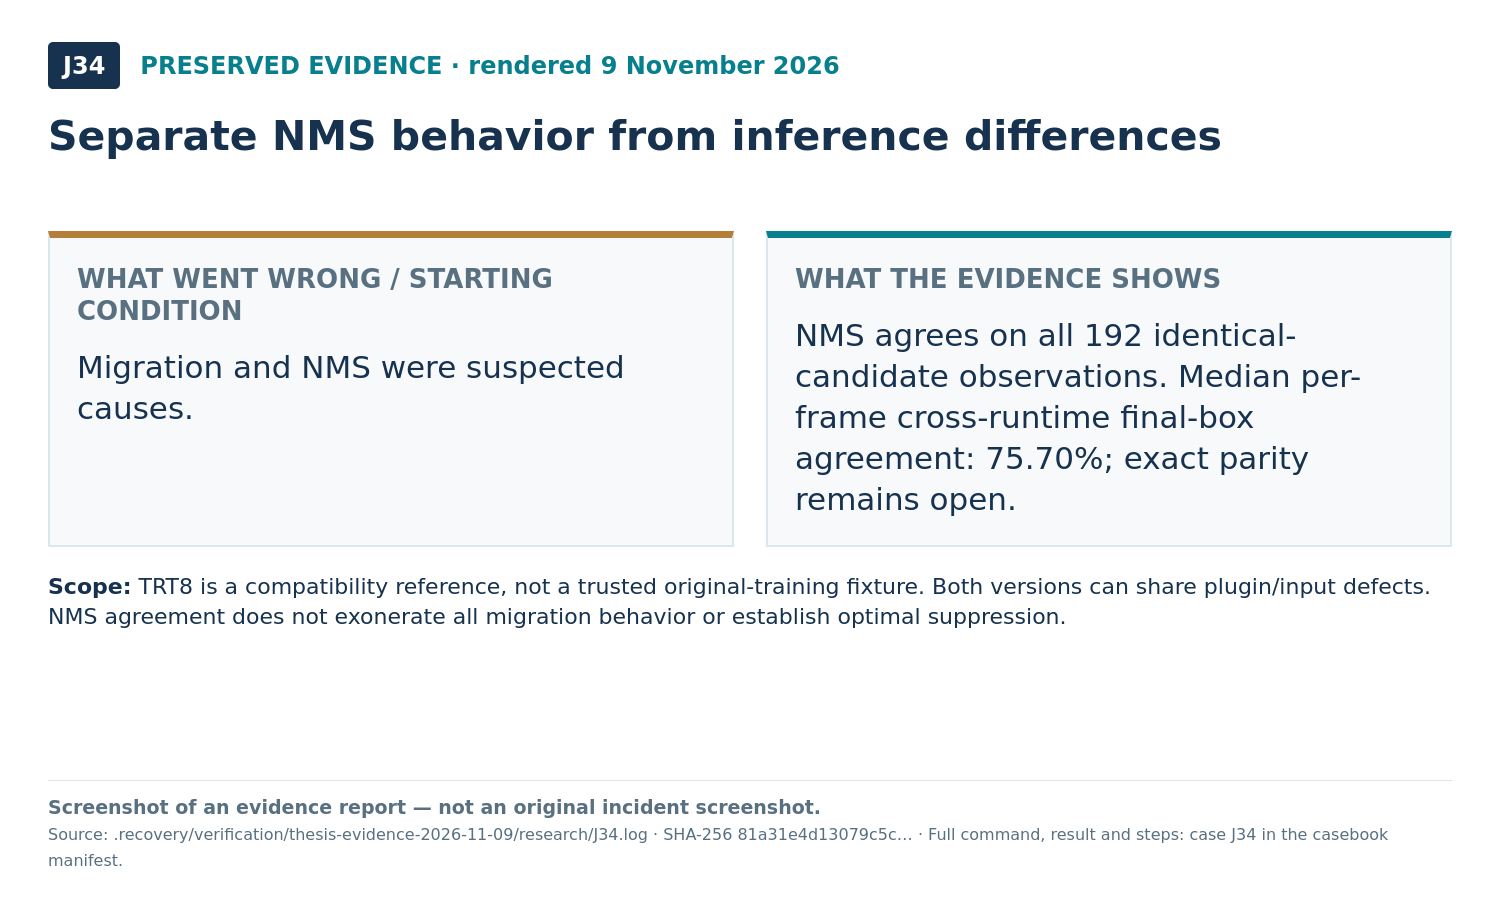 J34 PRESERVED EVIDENCE · rendered 9 November 2026
Separate NMS behavior from inference differences
WHAT WENT WRONG / STARTING
CONDITION
Migration and NMS were suspected
causes.
WHAT THE EVIDENCE SHOWS
NMS agrees on all 192 identical-
candidate observations. Median per-
frame cross-runtime final-box
agreement: 75.70%; exact parity
remains open.
Scope: TRT8 is a compatibility reference, not a trusted original-training fixture. Both versions can share plugin/input defects.
NMS agreement does not exonerate all migration behavior or establish optimal suppression.
Screenshot of an evidence report — not an original incident screenshot.
Source: .recovery/verification/thesis-evidence-2026-11-09/research/J34.log · SHA-256 81a31e4d13079c5c… · Full command, result and steps: case J34 in the casebook
manifest.